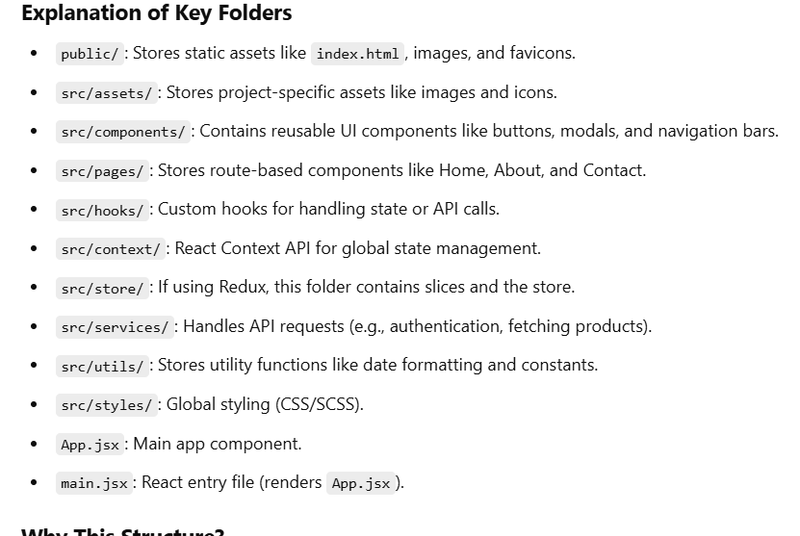 Explanation of Key Folders
• public/ : Stores static assets like index.html , images, and favicons.
• src/assets/ : Stores project-specific assets like images and icons.
• src/components/ : Contains reusable UI components like buttons, modals, and navigation bars.
• src/pages/ : Stores route-based components like Home, About, and Contact.
• src/hooks/ : Custom hooks for handling state or API calls.
• src/context/ : React Context API for global state management.
• src/store/ : If using Redux, this folder contains slices and the store.
• src/services/ : Handles API requests (e.g., authentication, fetching products).
• src/utils/ : Stores utility functions like date formatting and constants.
• src/styles/ : Global styling (CSS/SCSS).
• App.jsx : Main app component.
• main.jsx : React entry file (renders App.jsx ).
Why This Structure?